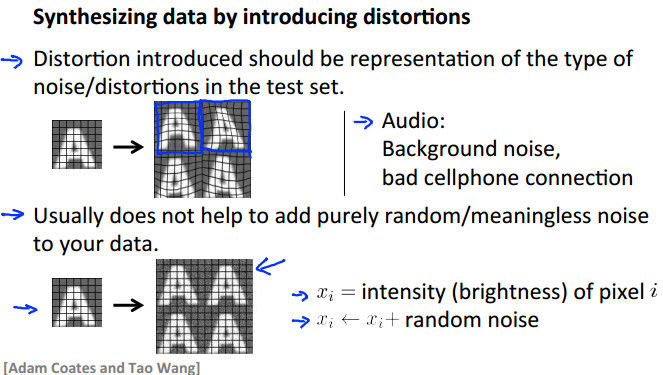 Synthesizing data by introducing distortions
Distortion introduced should be representation of the type of
noise/distortions in the test set.
A
A A
A A
Audio:
Background noise,
bad cellphone connection
Usually does not help to add purely random/meaningless noise
to your data.
A
A A
A A
x_i = intensity (brightness) of pixel i
x_i ← x_i + random noise
[Adam Coates and Tao Wang]